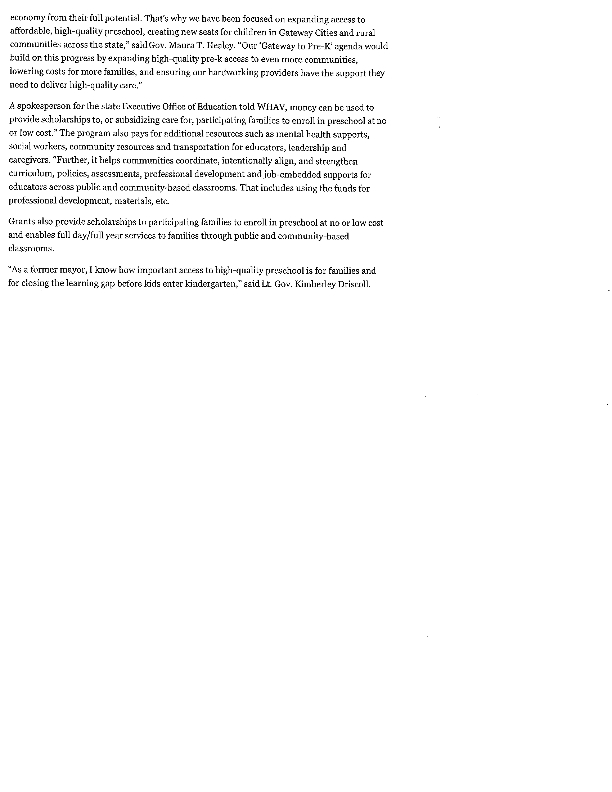 economy from their full potential. That's why we have been focused on expanding access to
affordable, high-quality preschool, creating new seats for children in Gateway Cities and rural
communities across the state," said Gov. Maura T. Healey. "Our 'Gateway to Pre-K' agenda would
build on this progress by expanding high-quality pre-k access to even more communities,
lowering costs for more families, and ensuring our hardworking providers have the support they
need to deliver high-quality care."
A spokesperson for the state Executive Office of Education told WHAV, money can be used to
provide scholarships to, or subsidizing care for, participating families to enroll in preschool at no
or low cost." The program also pays for additional resources such as mental health supports,
social workers, community resources and transportation for educators, leadership and
caregivers. "Further, it helps communities coordinate, intentionally align, and strengthen
curriculum, policies, assessments, professional development and job-embedded supports for
educators across public and community-based classrooms. That includes using the funds for
professional development, materials, etc.
Grants also provide scholarships to participating families to enroll in preschool at no or low cost
and enables full day/full year services to families through public and community-based
classrooms.
"As a former mayor, I know how important access to high-quality preschool is for families and
for closing the learning gap before kids enter kindergarten," said Lt. Gov. Kimberley Driscoll.